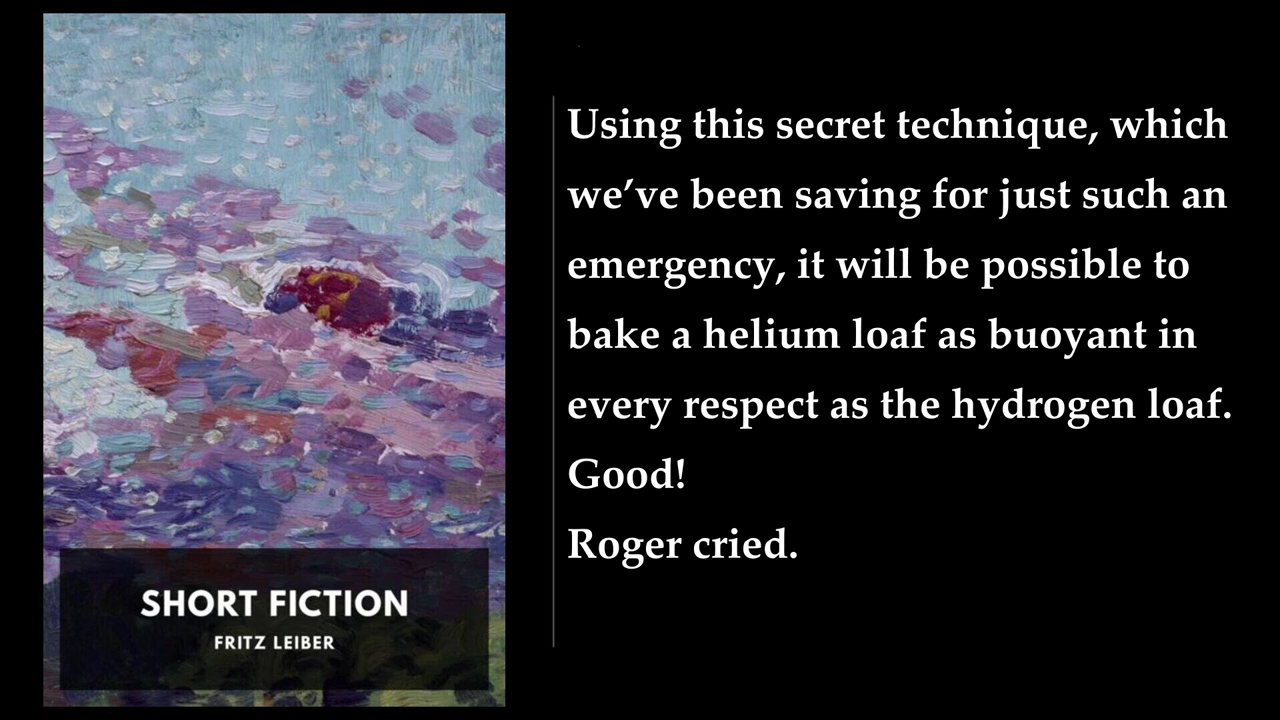 SHORT FICTION
FRITZ LEIBER
Using this secret technique, which
we’ve been saving for just such an
emergency, it will be possible to
bake a helium loaf as buoyant in
every respect as the hydrogen loaf.
Good!
Roger cried.